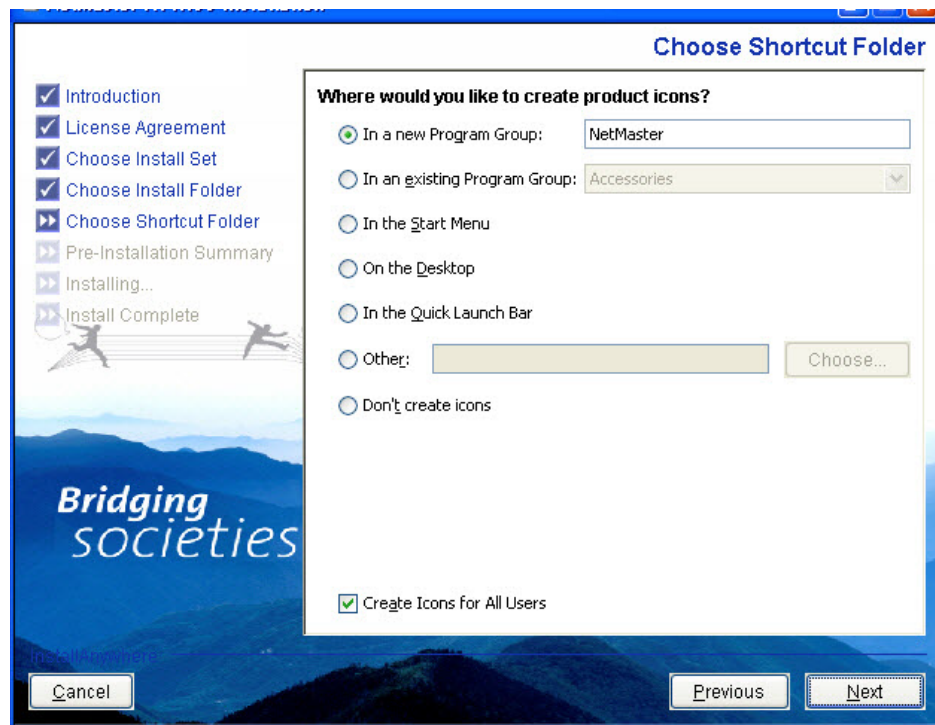 Choose Shortcut Folder
Introduction
License Agreement
Choose Install Set
Choose Install Folder
Choose Shortcut Folder
Pre-Installation Summary
Installing...
Install Complete
Where would you like to create product icons?
In a new Program Group: NetMaster
In an existing Program Group: Accessories
In the Start Menu
On the Desktop
In the Quick Launch Bar
Other: Choose...
Don't create icons
Bridging
societies
Create Icons for All Users
InstallAnywhere
Cancel Previous Next